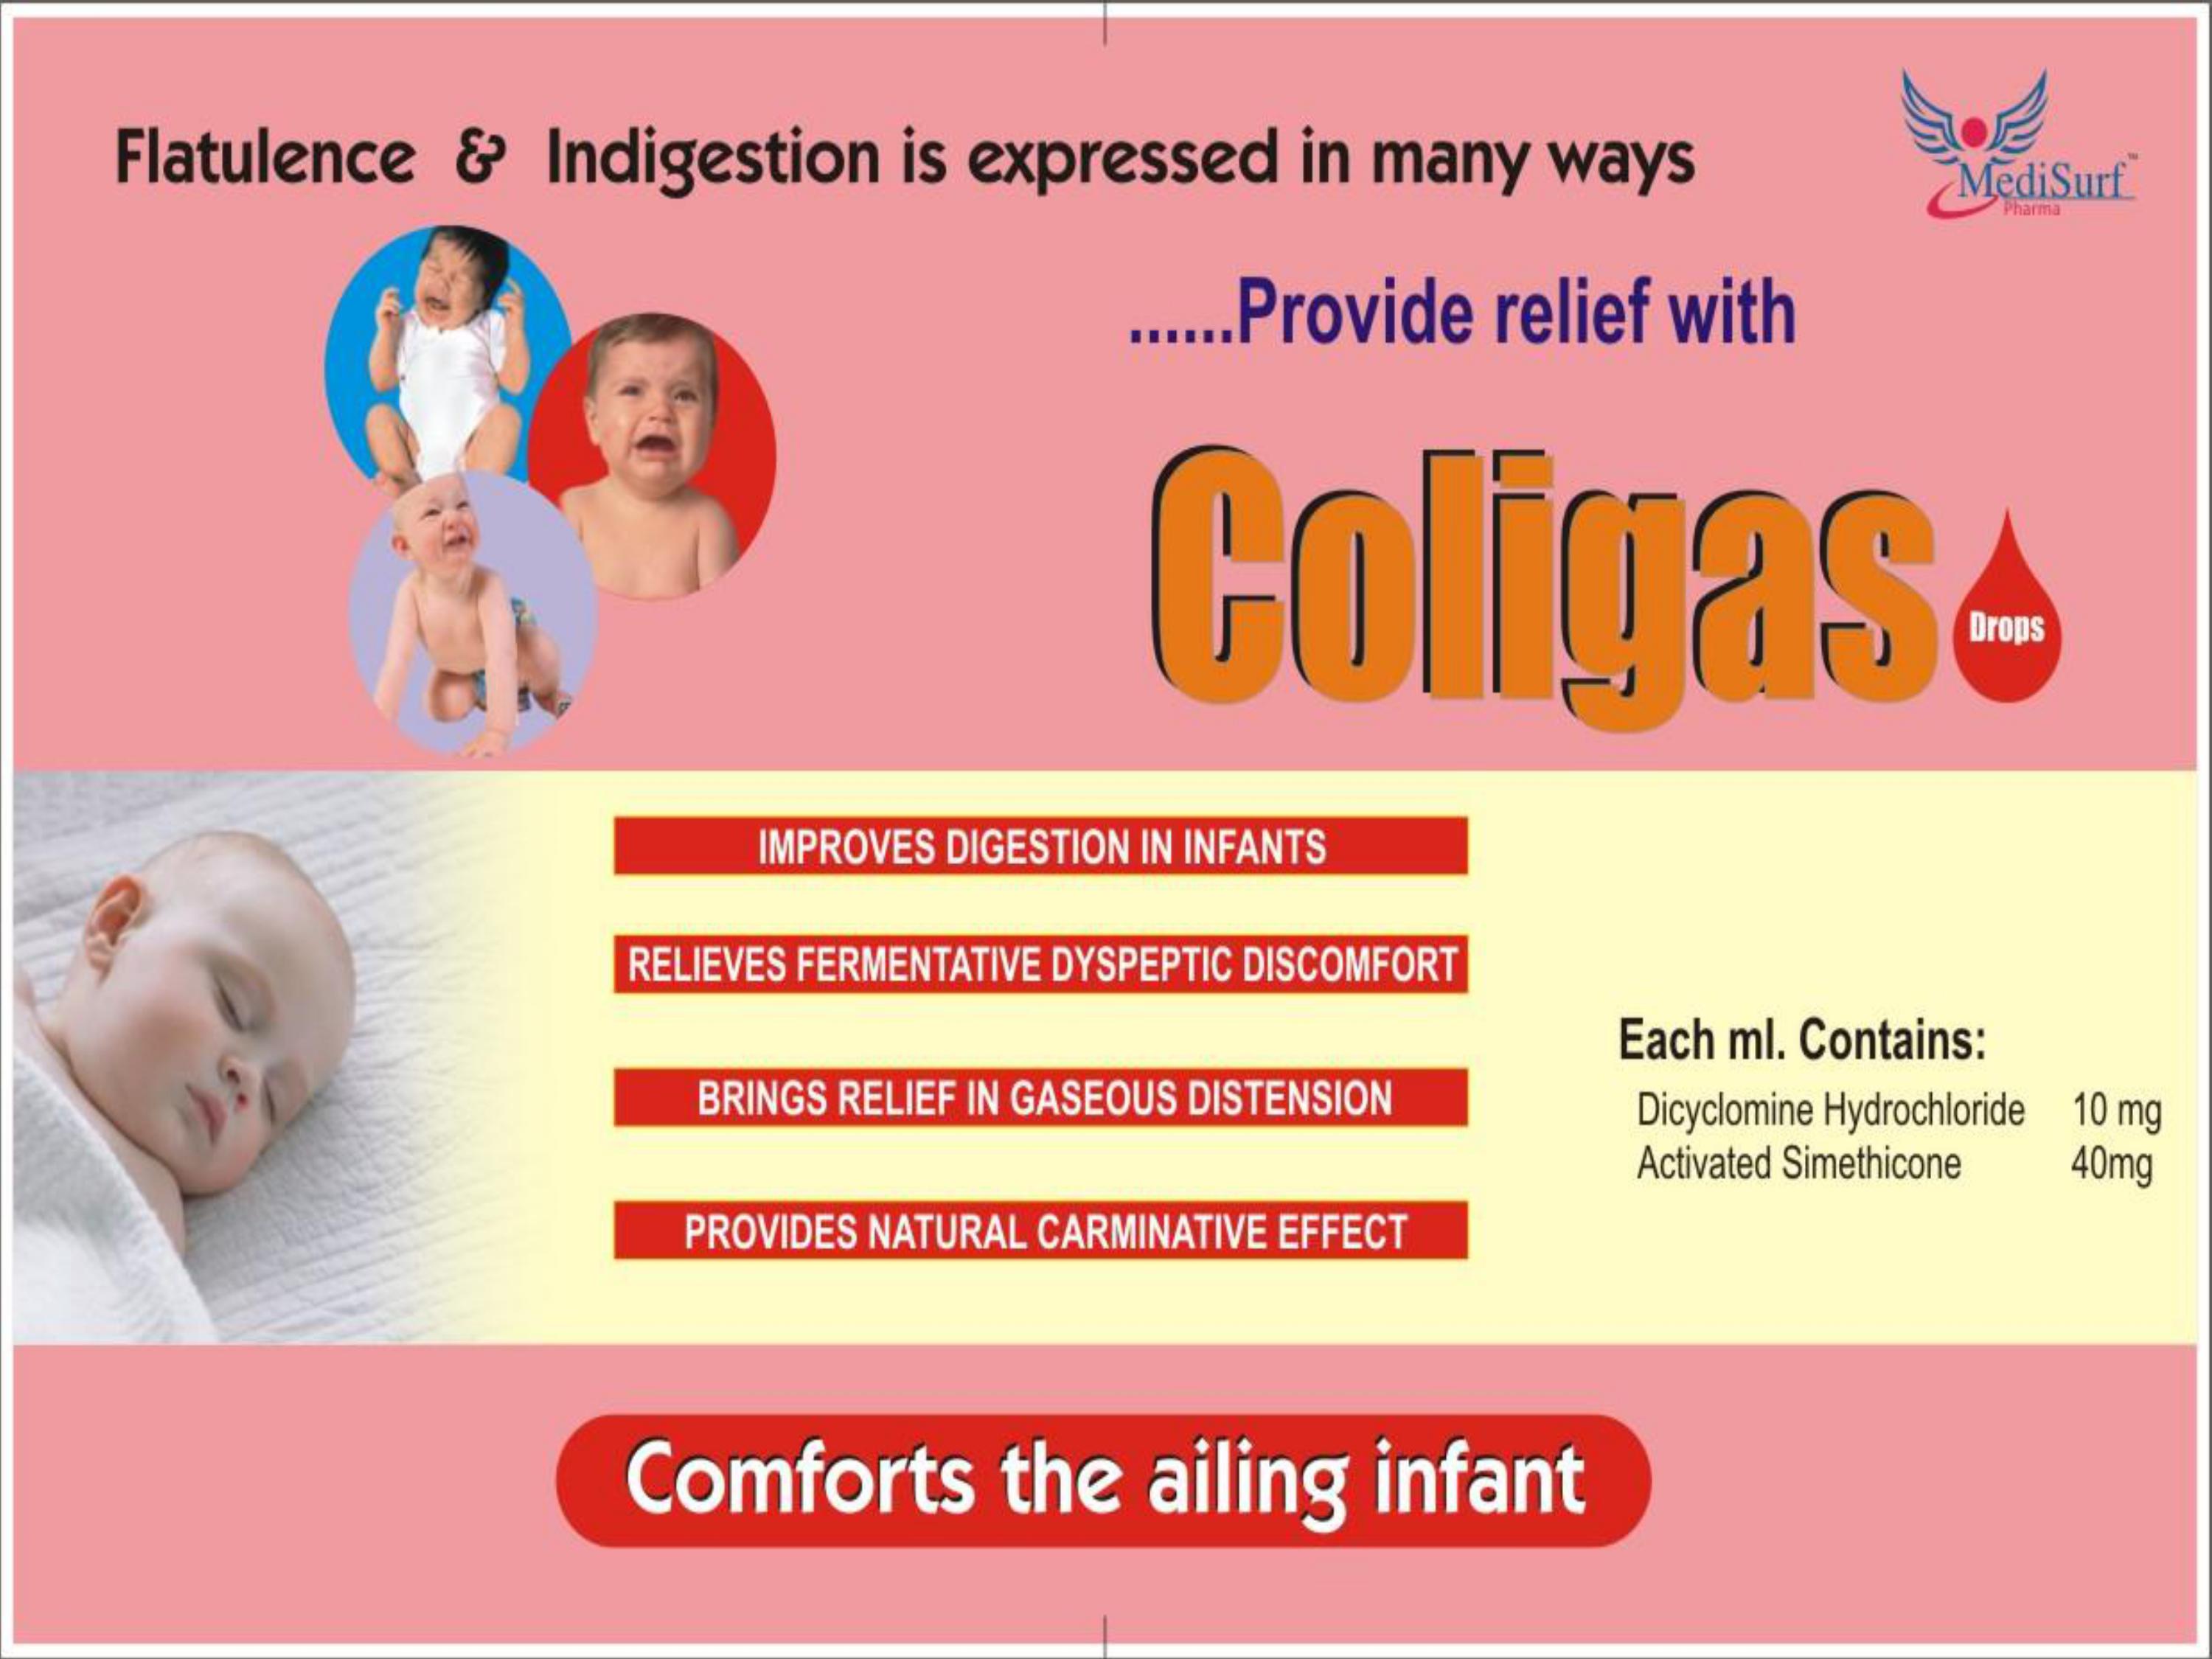 Flatulence & Indigestion is expressed in many ways
MediSurf™
Pharma
......Provide relief with
Coligas
Drops
IMPROVES DIGESTION IN INFANTS
RELIEVES FERMENTATIVE DYSPEPTIC DISCOMFORT
BRINGS RELIEF IN GASEOUS DISTENSION
PROVIDES NATURAL CARMINATIVE EFFECT
Each ml. Contains:
Dicyclomine Hydrochloride 10 mg
Activated Simethicone 40mg
Comforts the ailing infant